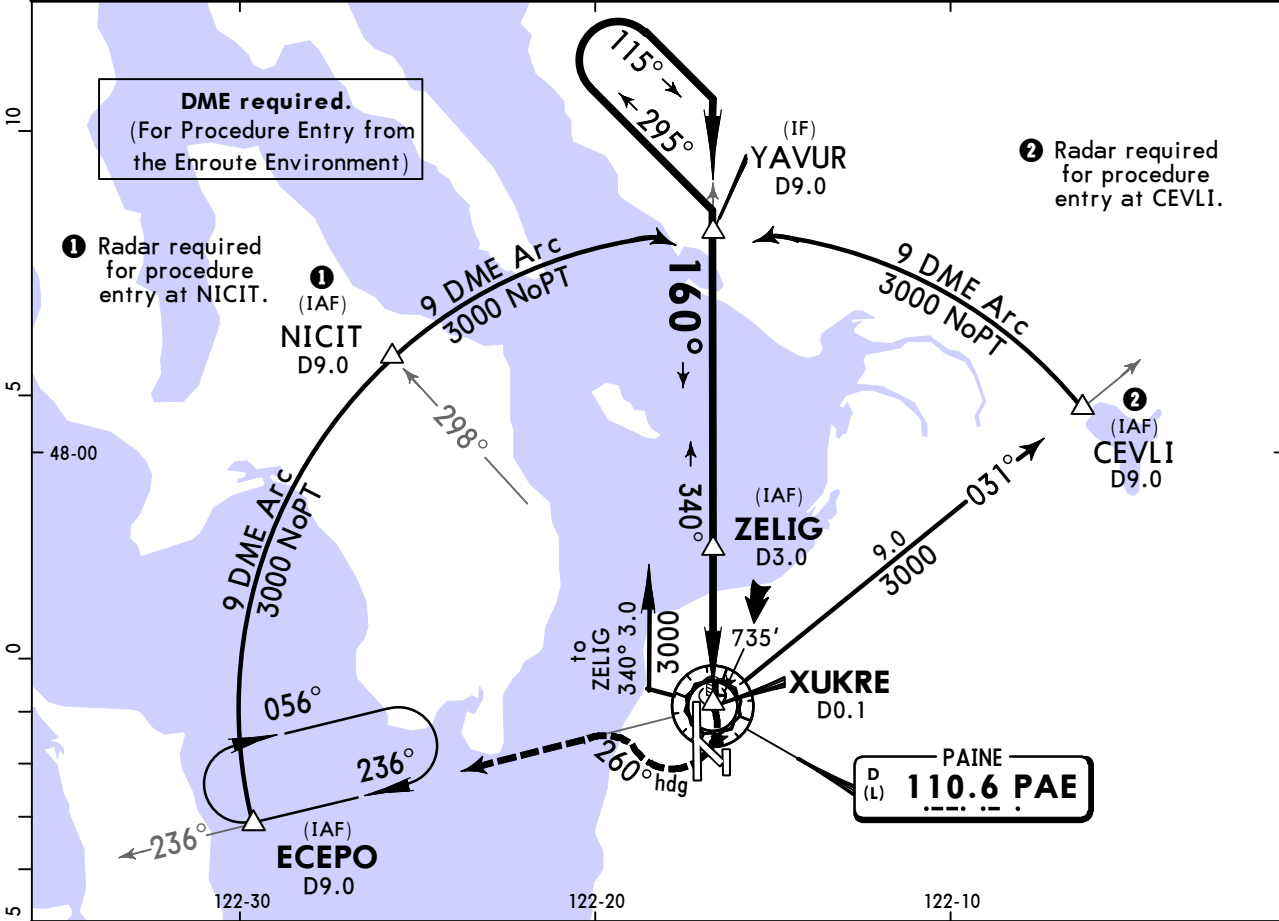 115°
295°
DME required.
(For Procedure Entry from
the Enroute Environment)
10
(IF)
YAVUR
D9.0
❷ Radar required
for procedure
entry at CEVLI.
❶ Radar required
for procedure
entry at NICIT.
❶
(IAF)
NICIT
D9.0
9 DME Arc
3000 NoPT
160°
9 DME Arc
3000 NoPT
5
298°
❷
(IAF)
CEVLI
D9.0
48-00
9 DME Arc
3000 NoPT
340°
(IAF)
ZELIG
D3.0
031°
9.0
3000
to
ZELIG
340° 3.0
3000
735'
0
XUKRE
D0.1
056°
236°
260° hdg
PAINE
D
(L)
110.6 PAE
236°
(IAF)
ECEPO
D9.0
5
122-30
122-20
122-10